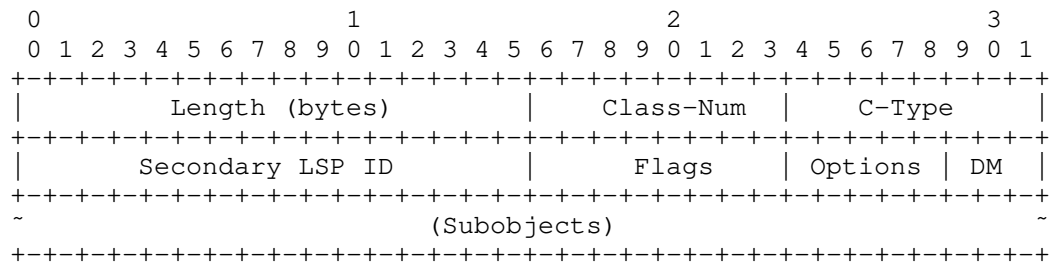 0                   1                   2                   3
 0 1 2 3 4 5 6 7 8 9 0 1 2 3 4 5 6 7 8 9 0 1 2 3 4 5 6 7 8 9 0 1
+-+-+-+-+-+-+-+-+-+-+-+-+-+-+-+-+-+-+-+-+-+-+-+-+-+-+-+-+-+-+-+-+
|         Length (bytes)        |    Class-Num  |    C-Type     |
+-+-+-+-+-+-+-+-+-+-+-+-+-+-+-+-+-+-+-+-+-+-+-+-+-+-+-+-+-+-+-+-+
|       Secondary LSP ID        |      Flags    | Options | DM  |
+-+-+-+-+-+-+-+-+-+-+-+-+-+-+-+-+-+-+-+-+-+-+-+-+-+-+-+-+-+-+-+-+
~                         (Subobjects)                          ~
+-+-+-+-+-+-+-+-+-+-+-+-+-+-+-+-+-+-+-+-+-+-+-+-+-+-+-+-+-+-+-+-+